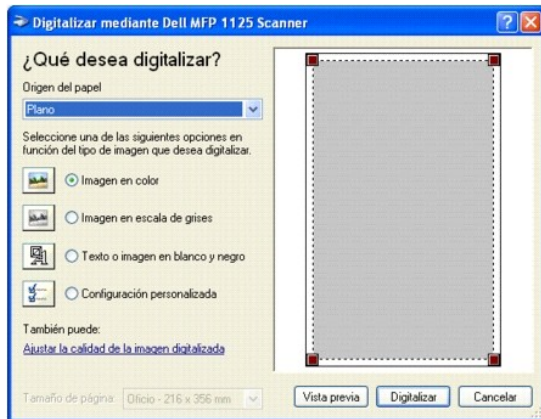 Digitalizar mediante Dell MFP 1125 Scanner
¿Qué desea digitalizar?
Origen del papel
Plano
Seleccione una de las siguientes opciones en
función del tipo de imagen que desea digitalizar.
Imagen en color
Imagen en escala de grises
Texto o imagen en blanco y negro
Configuración personalizada
También puede:
Ajustar la calidad de la imagen digitalizada
Tamaño de página: Oficio - 216 x 356 mm
Vista previa Digitalizar Cancelar